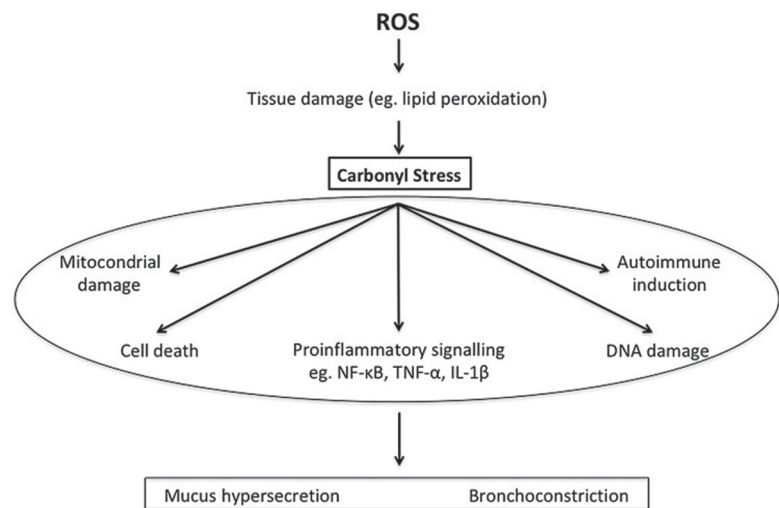 ROS
Tissue damage (eg. lipid peroxidation)
Carbonyl Stress
Mitocondrial
damage
Autoimmune
induction
Cell death
Proinflammatory signalling
eg. NF-κB, TNF-α, IL-1β
DNA damage
Mucus hypersecretion
Bronchoconstriction